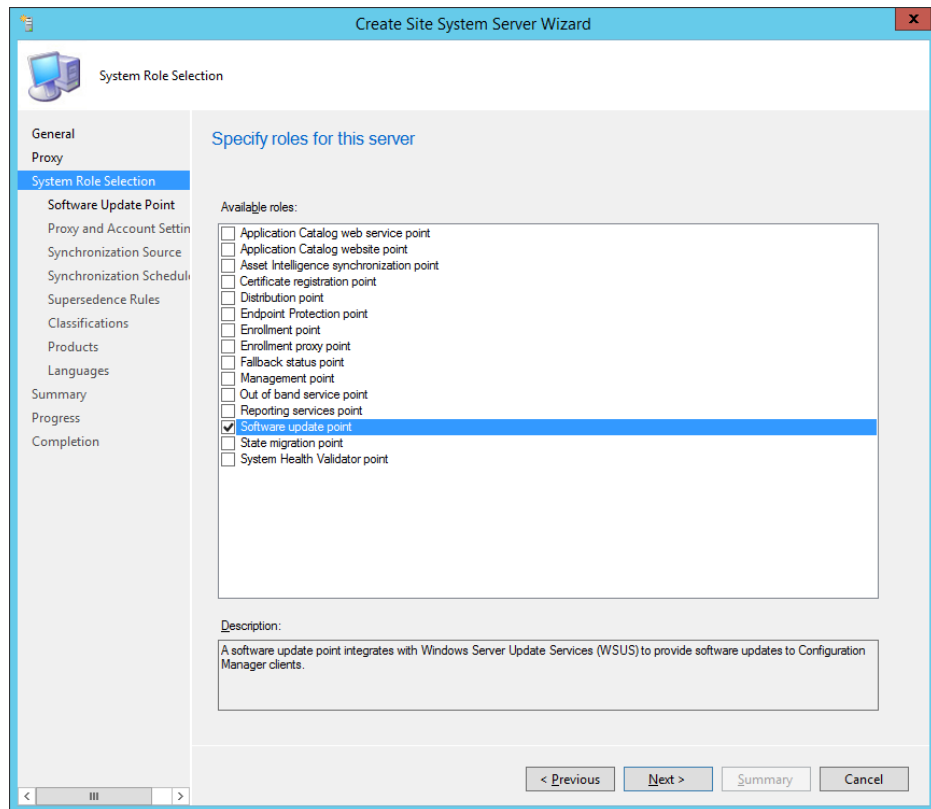 Create Site System Server Wizard
x
System Role Selection
General
Proxy
System Role Selection
Software Update Point
Proxy and Account Settin
Synchronization Source
Synchronization Schedul
Supersedence Rules
Classifications
Products
Languages
Summary
Progress
Completion
Specify roles for this server
Available roles:
Application Catalog web service point
Application Catalog website point
Asset Intelligence synchronization point
Certificate registration point
Distribution point
Endpoint Protection point
Enrollment point
Enrollment proxy point
Fallback status point
Management point
Out of band service point
Reporting services point
Software update point
State migration point
System Health Validator point
Description:
A software update point integrates with Windows Server Update Services (WSUS) to provide software updates to Configuration
Manager clients.
< Previous
Next >
Summary
Cancel